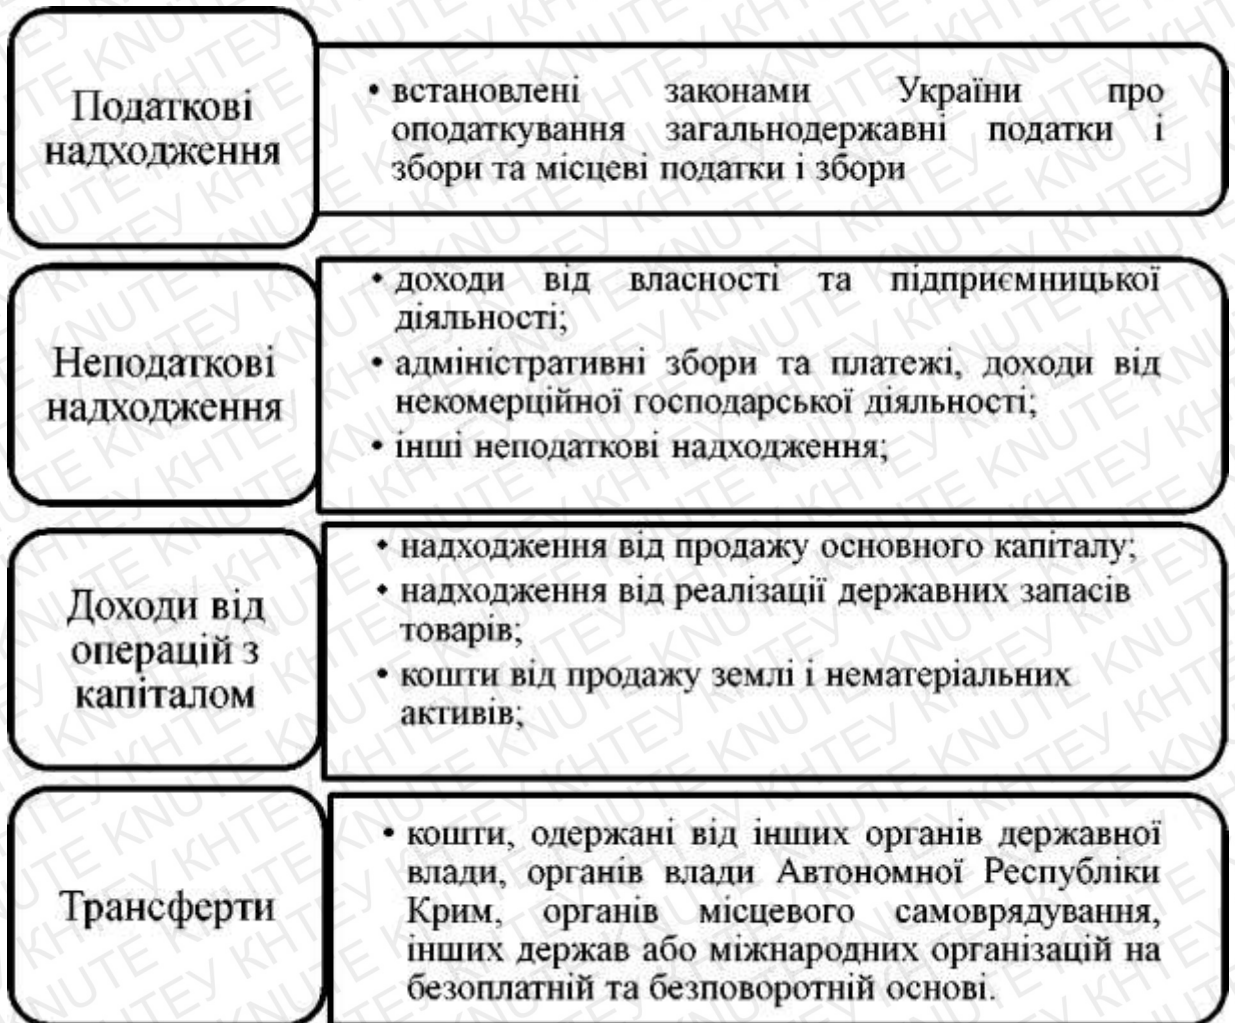 Податкові
надходження
• встановлені законами України про
оподаткування загальнодержавні податки і
збори та місцеві податки і збори
Неподаткові
надходження
• доходи від власності та підприємницької
діяльності;
• адміністративні збори та платежі, доходи від
некомерційної господарської діяльності;
• інші неподаткові надходження;
Доходи від
операцій з
капіталом
• надходження від продажу основного капіталу;
• надходження від реалізації державних запасів
товарів;
• кошти від продажу землі і нематеріальних
активів;
Трансферти
• кошти, одержані від інших органів державної
влади, органів влади Автономної Республіки
Крим, органів місцевого самоврядування,
інших держав або міжнародних організацій на
безоплатній та безповоротній основі.